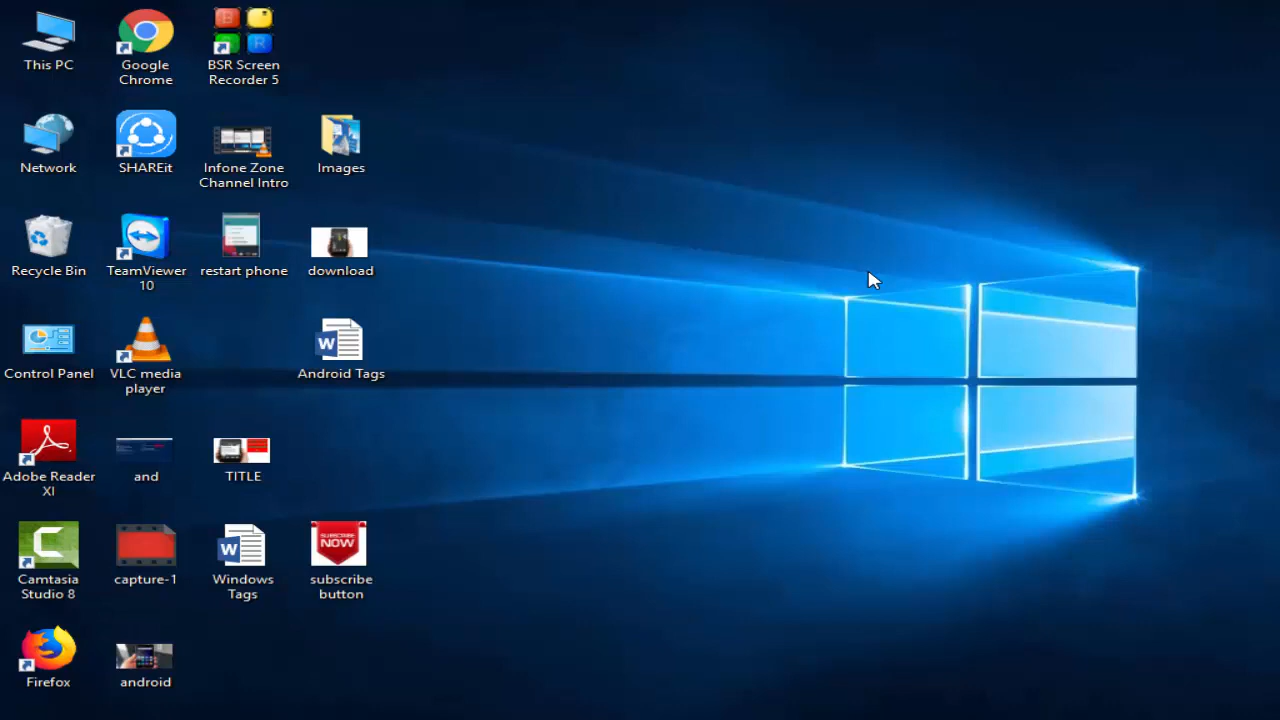 This PC
Google
Chrome
BSR Screen
Recorder 5
Network
SHAREit
Infone Zone
Channel Intro
Images
Recycle Bin
TeamViewer
10
restart phone
download
Control Panel
VLC media
player
Android Tags
Adobe Reader
XI
and
TITLE
Camtasia
Studio 8
capture-1
Windows
Tags
SUBSCRIBE
NOW
subscribe
button
Firefox
android